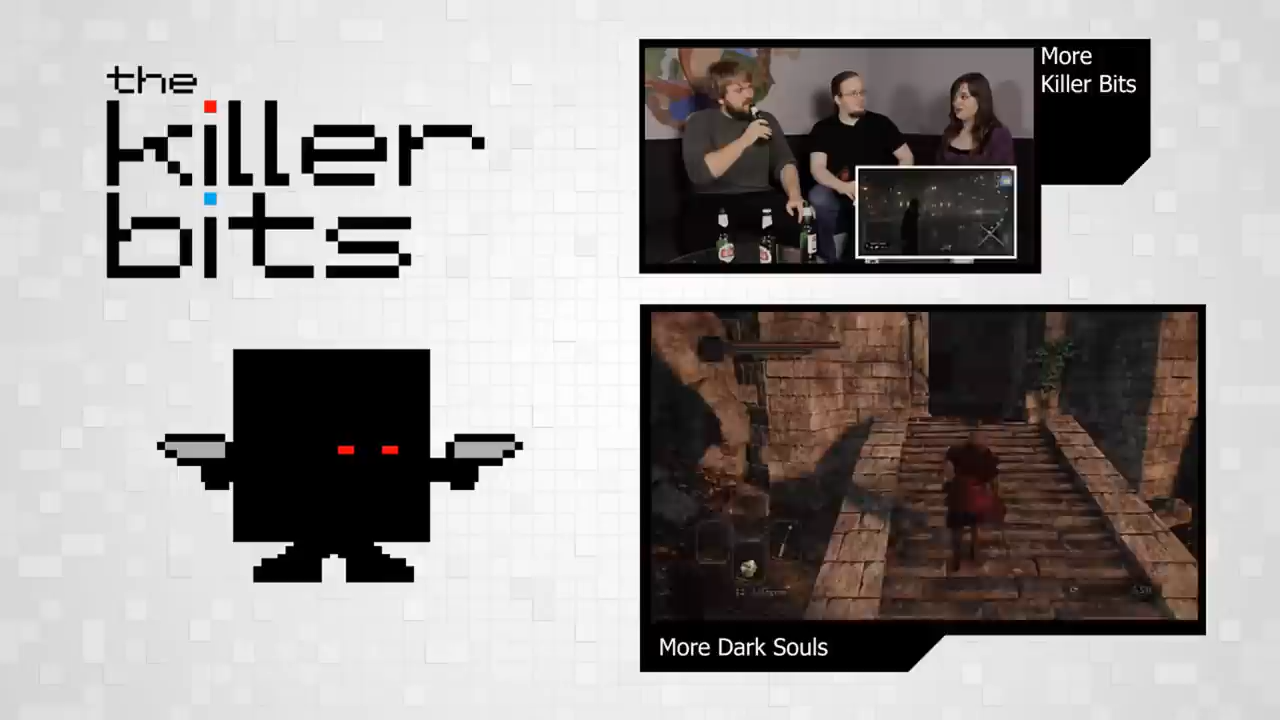 the
killer
bits
More
Killer Bits
More Dark Souls